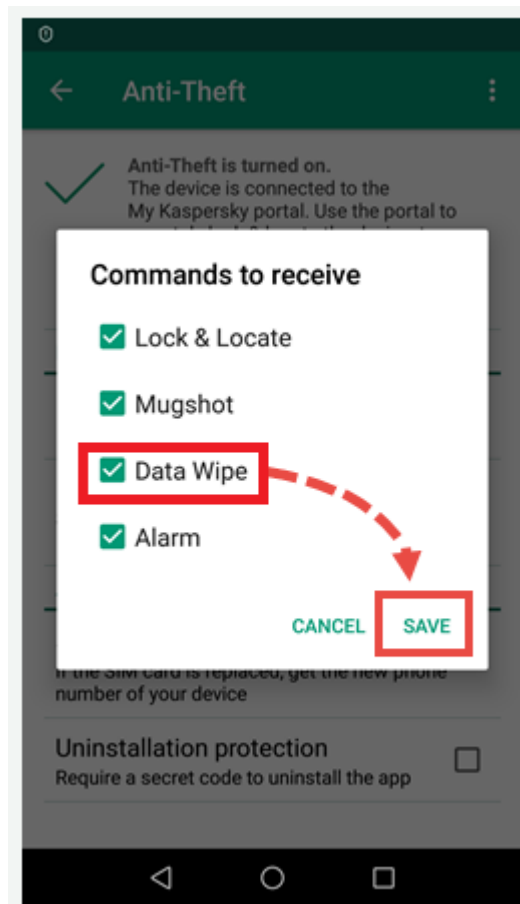 Anti-Theft
Anti-Theft is turned on.
The device is connected to the
My Kaspersky portal. Use the portal to
Commands to receive
Lock & Locate
Mugshot
Data Wipe
Alarm
CANCEL SAVE
If the SIM card is replaced, get the new phone
number of your device
Uninstallation protection
Require a secret code to uninstall the app